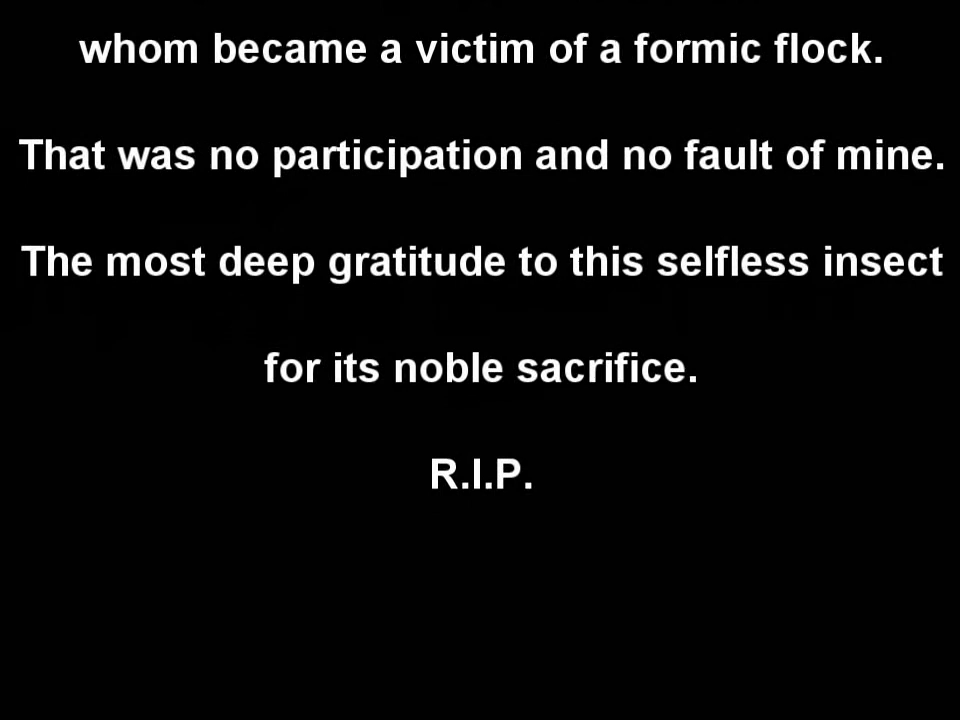 whom became a victim of a formic flock.
That was no participation and no fault of mine.
The most deep gratitude to this selfless insect
for its noble sacrifice.
R.I.P.